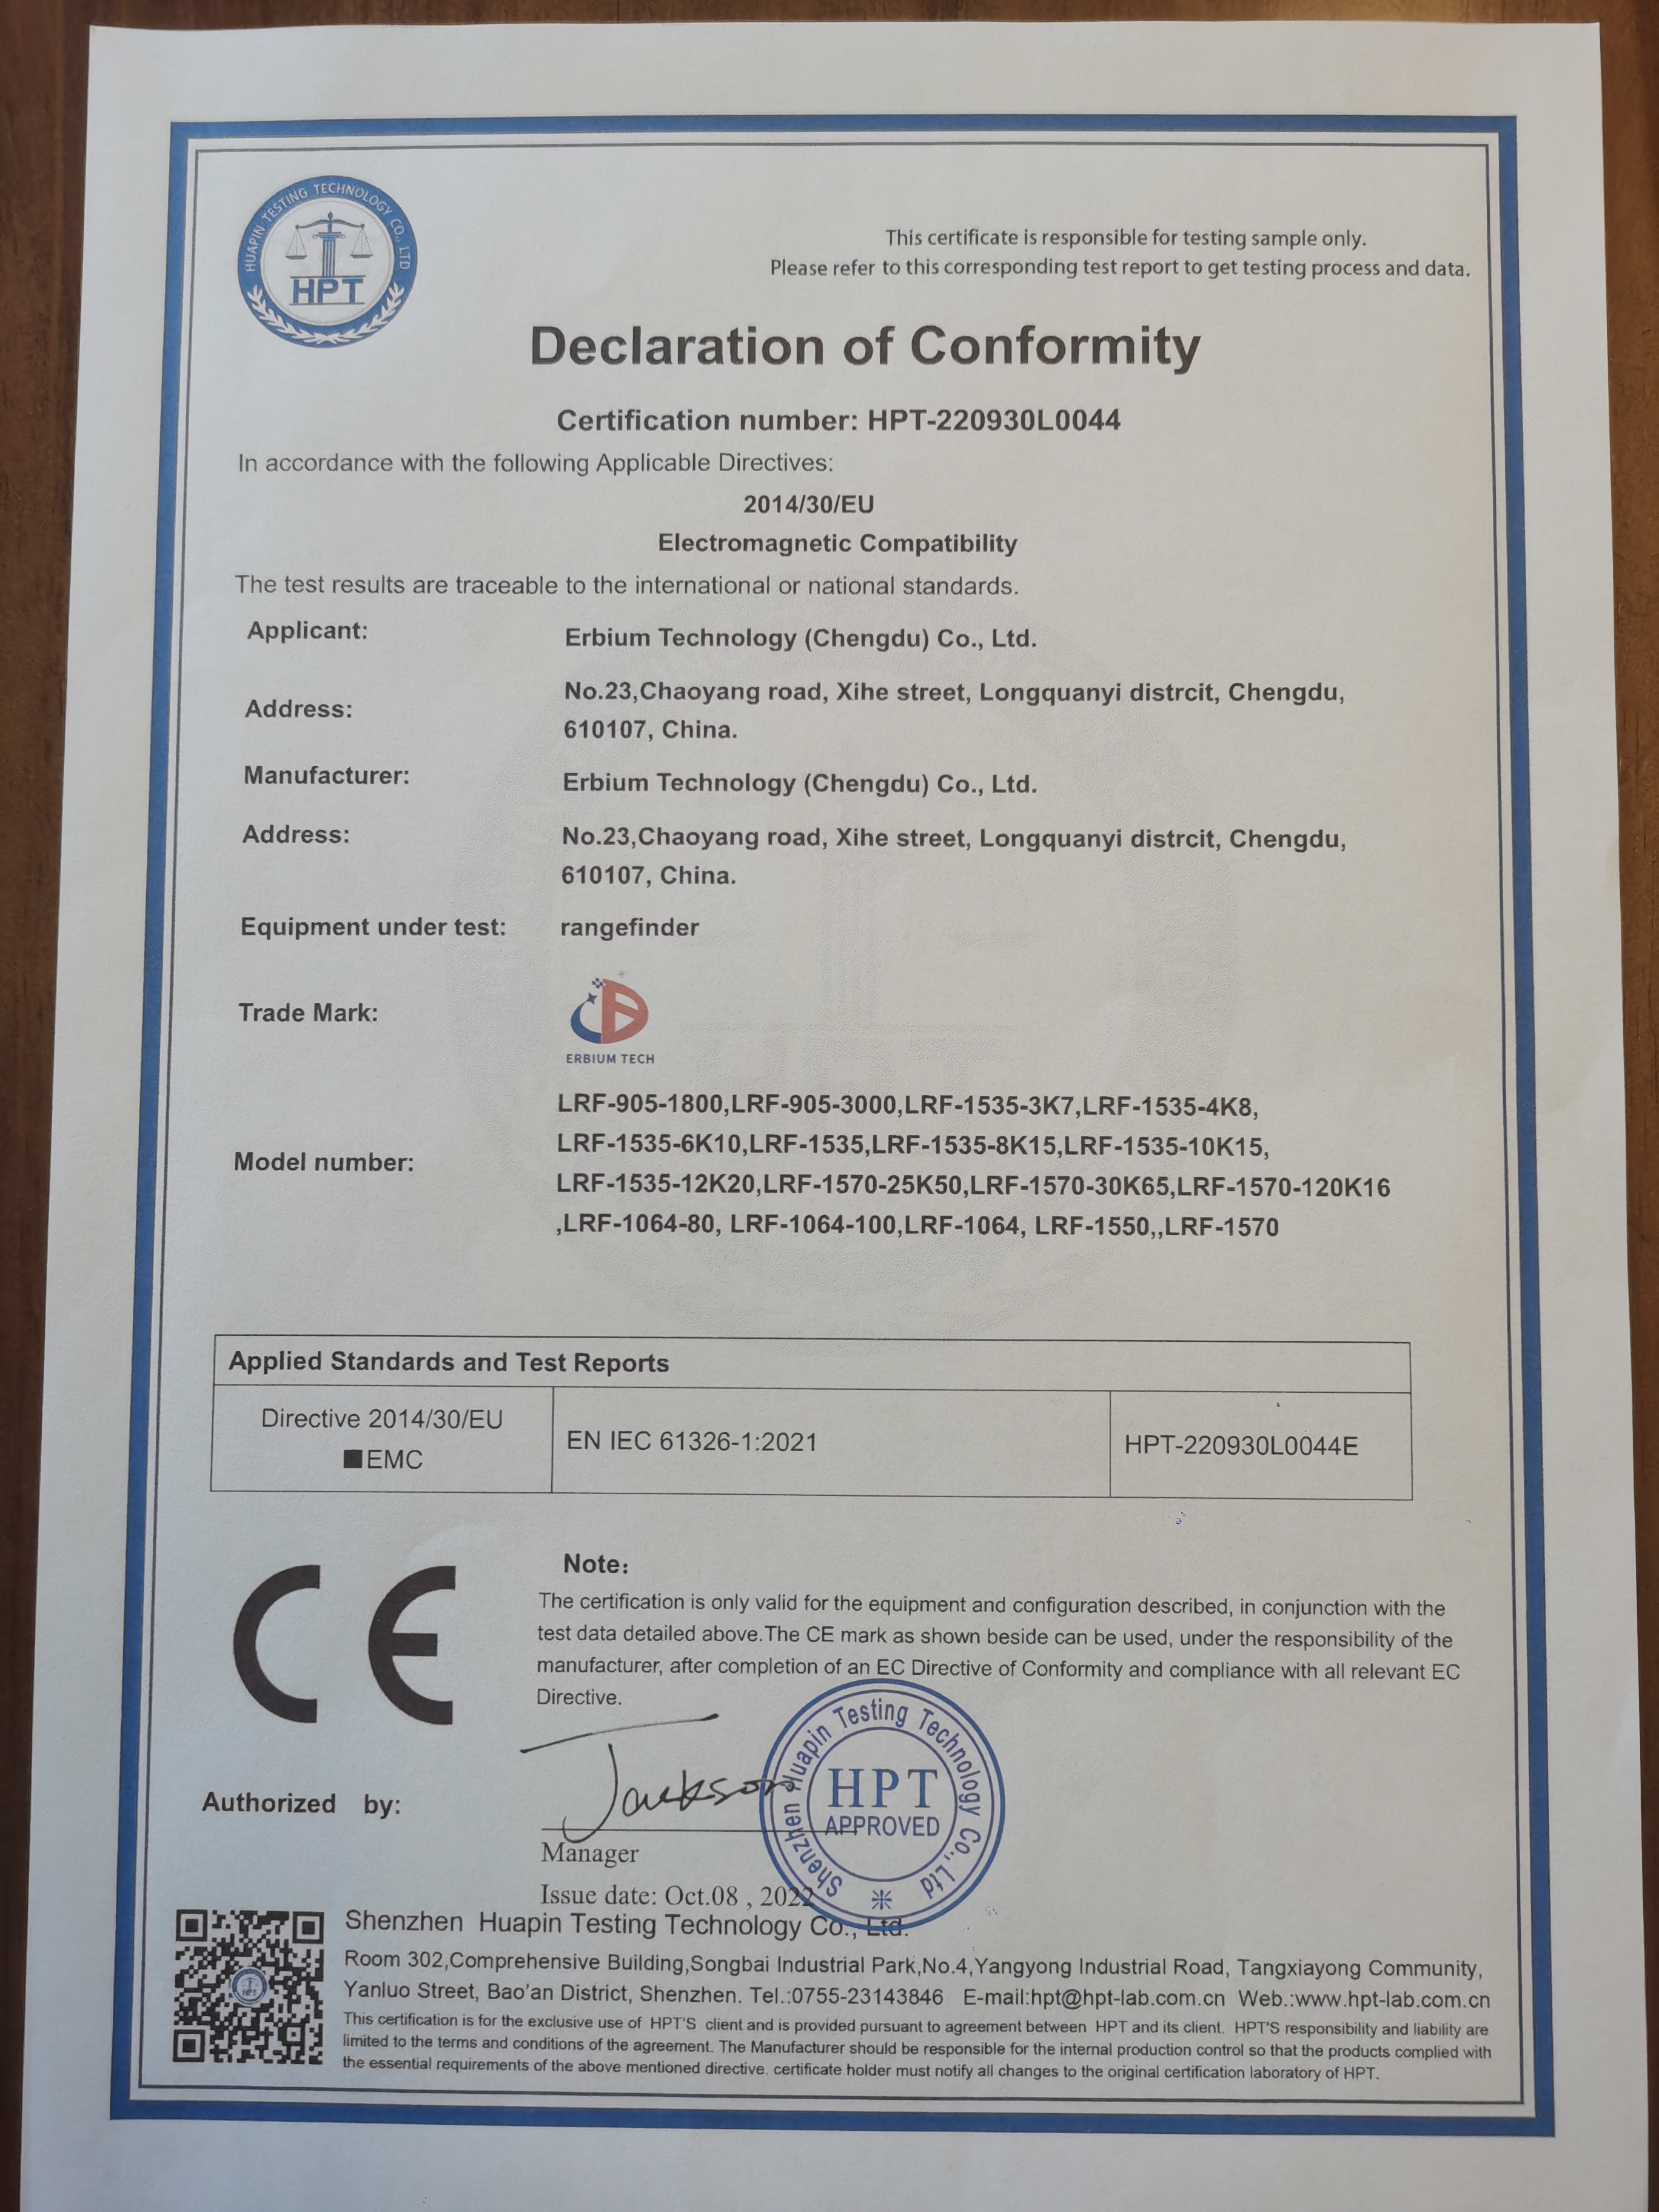 HUAPIN TESTING TECHNOLOGY CO., LTD
HPT
This certificate is responsible for testing sample only.
Please refer to this corresponding test report to get testing process and data.
Declaration of Conformity
Certification number: HPT-220930L0044
In accordance with the following Applicable Directives:
2014/30/EU
Electromagnetic Compatibility
The test results are traceable to the international or national standards.
Applicant: Erbium Technology (Chengdu) Co., Ltd.
Address: No.23,Chaoyang road, Xihe street, Longquanyi distrcit, Chengdu,
610107, China.
Manufacturer: Erbium Technology (Chengdu) Co., Ltd.
Address: No.23,Chaoyang road, Xihe street, Longquanyi distrcit, Chengdu,
610107, China.
Equipment under test: rangefinder
Trade Mark:
ERBIUM TECH
Model number:
LRF-905-1800,LRF-905-3000,LRF-1535-3K7,LRF-1535-4K8,
LRF-1535-6K10,LRF-1535,LRF-1535-8K15,LRF-1535-10K15,
LRF-1535-12K20,LRF-1570-25K50,LRF-1570-30K65,LRF-1570-120K16
,LRF-1064-80, LRF-1064-100,LRF-1064, LRF-1550,,LRF-1570
Applied Standards and Test Reports
Directive 2014/30/EU
■EMC
EN IEC 61326-1:2021
HPT-220930L0044E
CE
Note:
The certification is only valid for the equipment and configuration described, in conjunction with the
test data detailed above.The CE mark as shown beside can be used, under the responsibility of the
manufacturer, after completion of an EC Directive of Conformity and compliance with all relevant EC
Directive.
Authorized by:
Jackson
Manager
Issue date: Oct.08 , 2022
Shenzhen Huapin Testing Technology Co., Ltd
HPT
APPROVED
Shenzhen Huapin Testing Technology Co., Ltd.
Room 302,Comprehensive Building,Songbai Industrial Park,No.4,Yangyong Industrial Road, Tangxiayong Community,
Yanluo Street, Bao'an District, Shenzhen. Tel.:0755-23143846 E-mail:hpt@hpt-lab.com.cn Web.:www.hpt-lab.com.cn
This certification is for the exclusive use of HPT'S client and is provided pursuant to agreement between HPT and its client. HPT'S responsibility and liability are
limited to the terms and conditions of the agreement. The Manufacturer should be responsible for the internal production control so that the products complied with
the essential requirements of the above mentioned directive. certificate holder must notify all changes to the original certification laboratory of HPT.